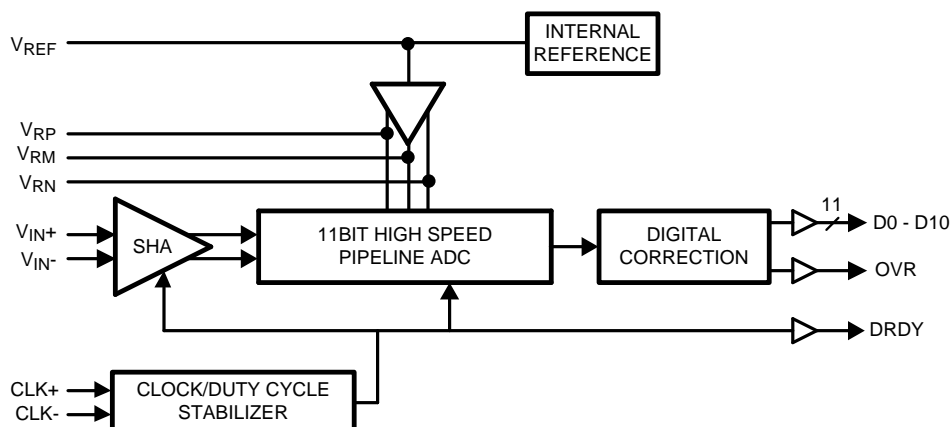 INTERNAL
REFERENCE
VREF
VRP
VRM
VRN
VIN+
VIN-
SHA
11BIT HIGH SPEED
PIPELINE ADC
DIGITAL
CORRECTION
11
D0 - D10
OVR
DRDY
CLK+
CLK-
CLOCK/DUTY CYCLE
STABILIZER